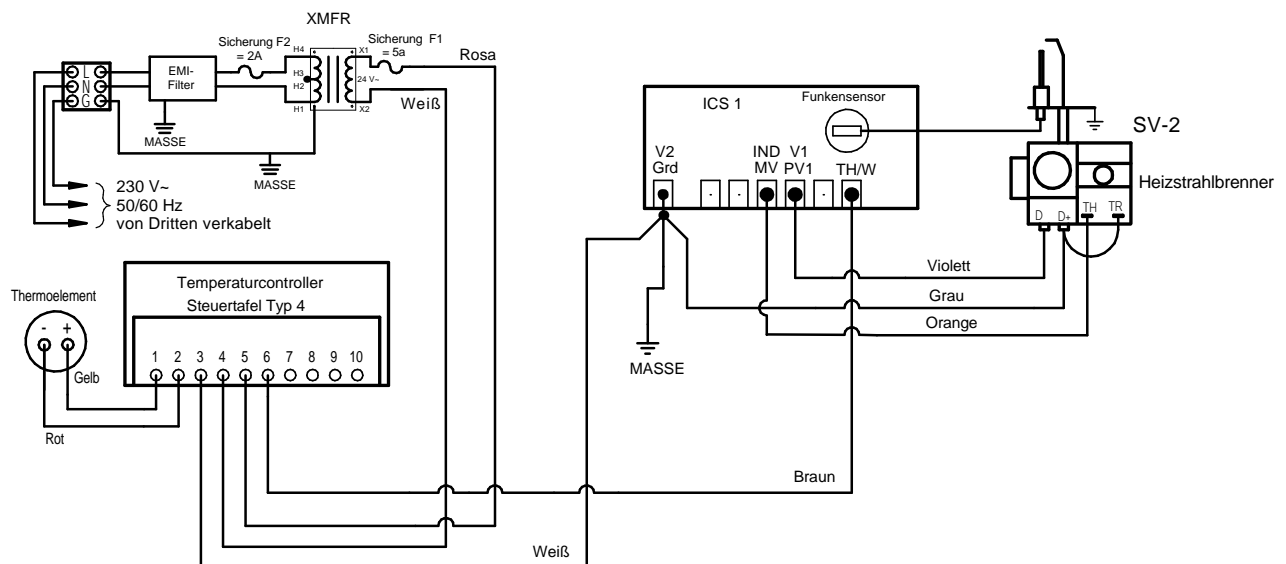 XMFR
Sicherung F2
= 2A
Sicherung F1
= 5a
H4
H3
H2
H1
X1
24 V~
X2
Rosa
Weiß
L
N
G
EMI-
Filter
MASSE
MASSE
230 V~
50/60 Hz
von Dritten verkabelt
ICS 1
Funkensensor
V2
Grd
IND
MV
V1
PV1
TH/W
SV-2
Heizstrahlbrenner
D
D+
TH
TR
Violett
Grau
Orange
MASSE
Temperaturcontroller
Steuertafel Typ 4
1 2 3 4 5 6 7 8 9 10
Thermoelement
- +
Gelb
Rot
Braun
Weiß